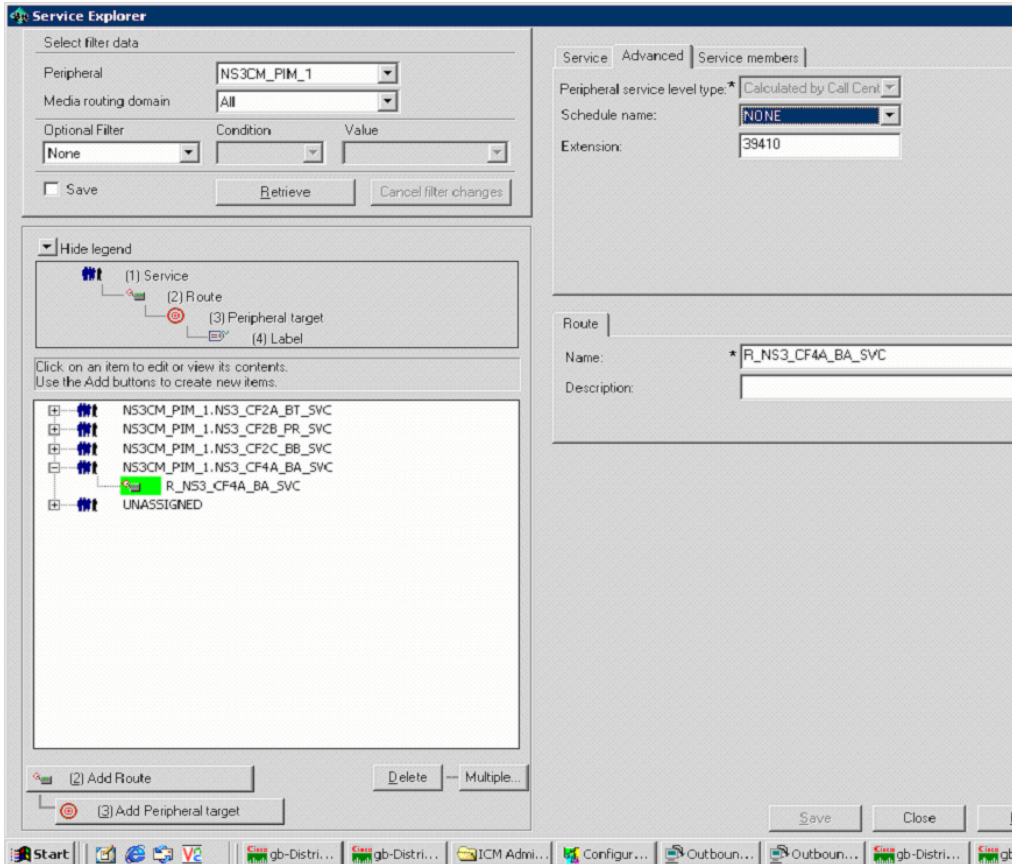 Service Explorer
Select filter data
Peripheral NS3CM_PIM_1
Media routing domain All
Optional Filter Condition Value
None
Save Retrieve Cancel filter changes
Hide legend
(1) Service
(2) Route
(3) Peripheral target
(4) Label
Click on an item to edit or view its contents.
Use the Add buttons to create new items.
NS3CM_PIM_1.NS3_CF2A_BT_SVC
NS3CM_PIM_1.NS3_CF2B_PR_SVC
NS3CM_PIM_1.NS3_CF2C_BB_SVC
NS3CM_PIM_1.NS3_CF4A_BA_SVC
R_NS3_CF4A_BA_SVC
UNASSIGNED
(2) Add Route Delete Multiple...
(3) Add Peripheral target
Service Advanced Service members
Peripheral service level type:* Calculated by Call Cent
Schedule name: NONE
Extension: 39410
Route
Name: * R_NS3_CF4A_BA_SVC
Description:
Save Close
Start gb-Distri... gb-Distri... ICM Admi... Configur... Outboun... Outboun... gb-Distri... gb